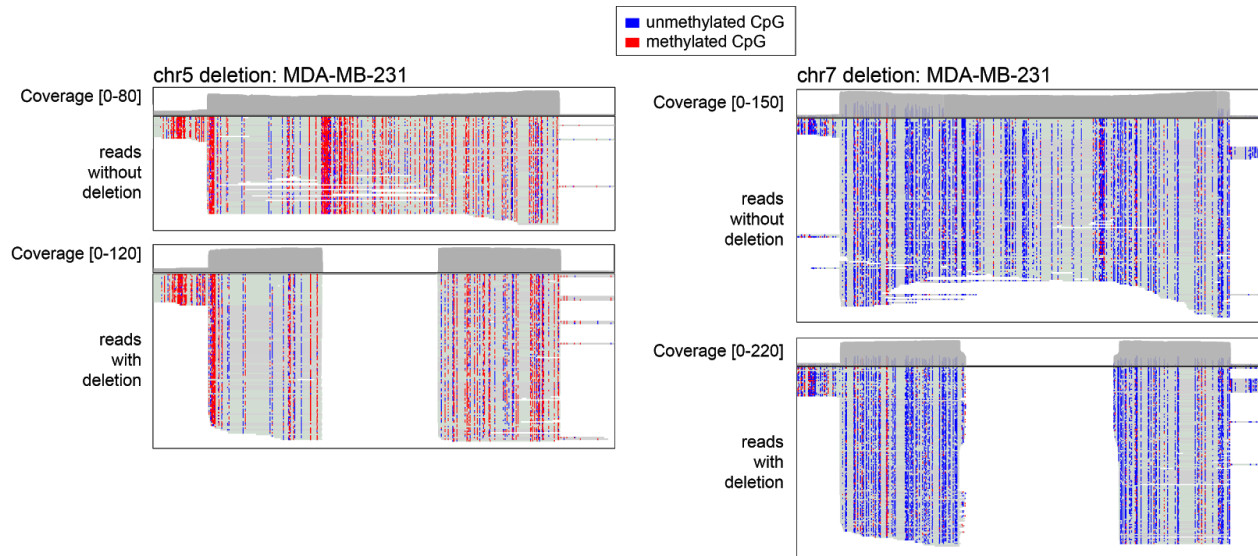 unmethylated CpG
methylated CpG
chr5 deletion: MDA-MB-231
Coverage [0-80]
reads
without
deletion
Coverage [0-120]
reads
with
deletion
chr7 deletion: MDA-MB-231
Coverage [0-150]
reads
without
deletion
Coverage [0-220]
reads
with
deletion